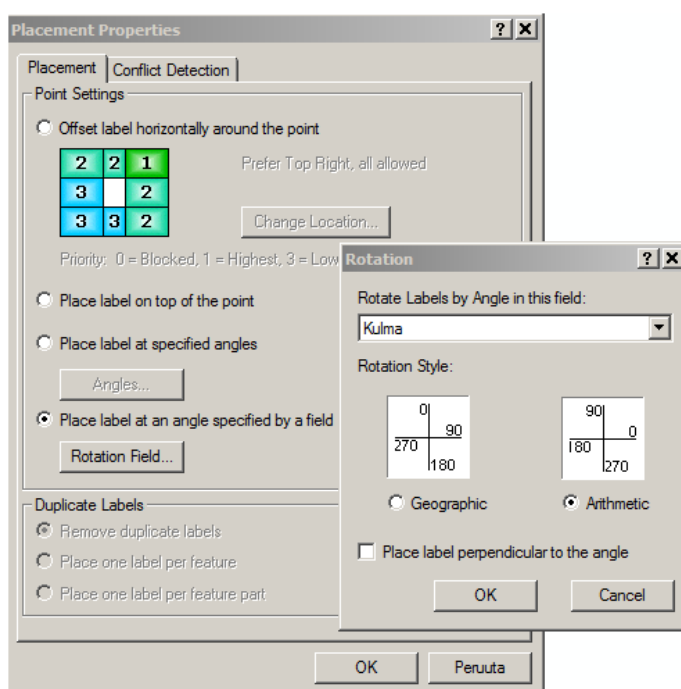 Placement Properties
Placement
Conflict Detection
Point Settings
Offset label horizontally around the point
2 2 1
3 2
3 3 2
Prefer Top Right, all allowed
Change Location...
Priority: 0 = Blocked, 1 = Highest, 3 = Low
Place label on top of the point
Place label at specified angles
Angles...
Place label at an angle specified by a field
Rotation Field...
Duplicate Labels
Remove duplicate labels
Place one label per feature
Place one label per feature part
OK
Peruuta
Rotation
Rotate Labels by Angle in this field:
Kulma
Rotation Style:
0
90
270
180
90
0
180
270
Geographic
Arithmetic
Place label perpendicular to the angle
OK
Cancel